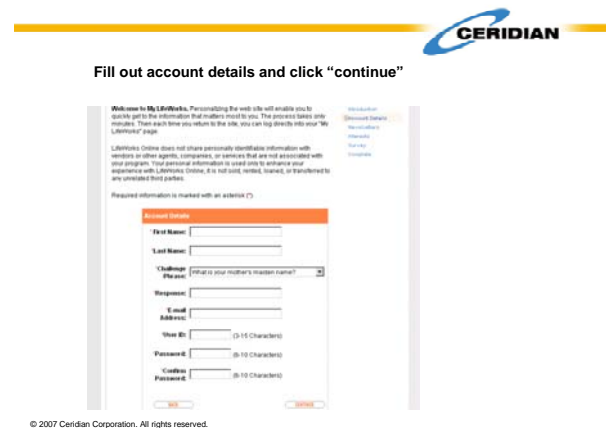 CERIDIAN
Fill out account details and click “continue”
Welcome to My LifeWorks. Personalizing the web site will enable you to
quickly get to the information that matters most to you. The process takes only
minutes. Then each time you return to the site, you can log directly into your "My
LifeWorks" page.
LifeWorks Online does not share personally identifiable information with
vendors or other agents, companies, or services that are not associated with
your program. Your personal information is used only to enhance your
experience with LifeWorks Online; it is not sold, rented, loaned, or transferred to
any unrelated third parties.
Required information is marked with an asterisk (*).
Introduction
Account Details
Newsletters
Interests
Survey
Complete
Account Details
*First Name:
*Last Name:
*Challenge
Phrase:
What is your mother's maiden name?
*Response:
*E-mail
Address:
*User ID:
(3-15 Characters)
*Password:
(6-10 Characters)
*Confirm
Password:
(6-10 Characters)
BACK
CONTINUE
© 2007 Ceridian Corporation. All rights reserved.